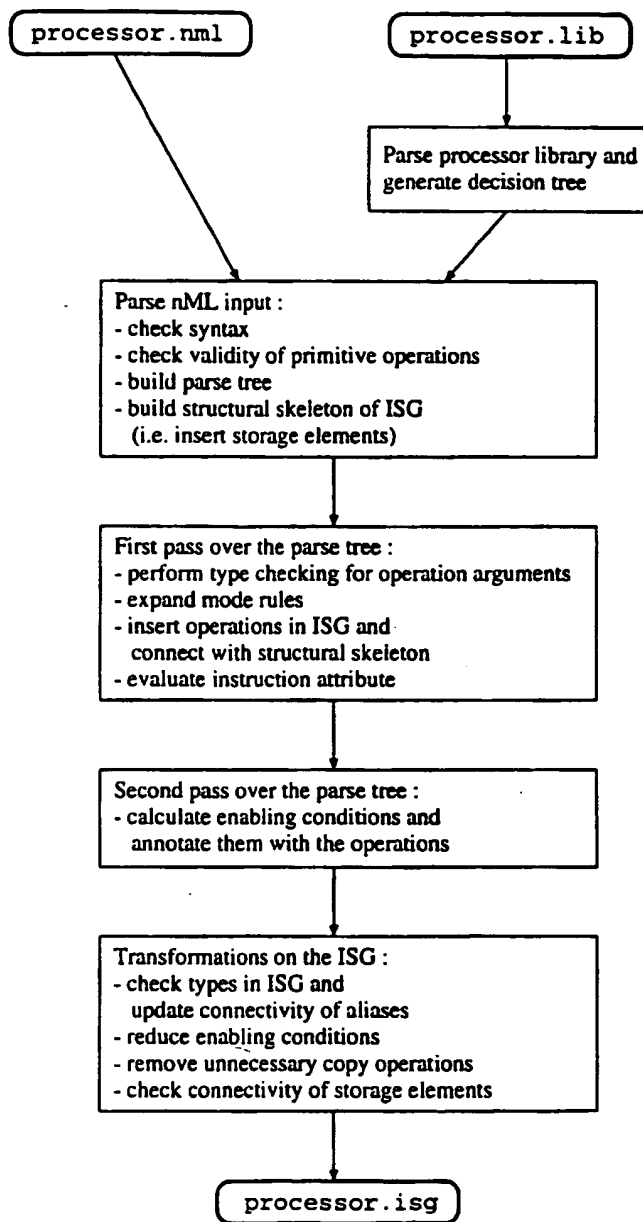 processor.nml
processor.lib
Parse processor library and
generate decision tree
Parse nML input :
- check syntax
- check validity of primitive operations
- build parse tree
- build structural skeleton of ISG
(i.e. insert storage elements)
First pass over the parse tree :
- perform type checking for operation arguments
- expand mode rules
- insert operations in ISG and
connect with structural skeleton
- evaluate instruction attribute
Second pass over the parse tree :
- calculate enabling conditions and
annotate them with the operations
Transformations on the ISG :
- check types in ISG and
update connectivity of aliases
- reduce enabling conditions
- remove unnecessary copy operations
- check connectivity of storage elements
processor.isg